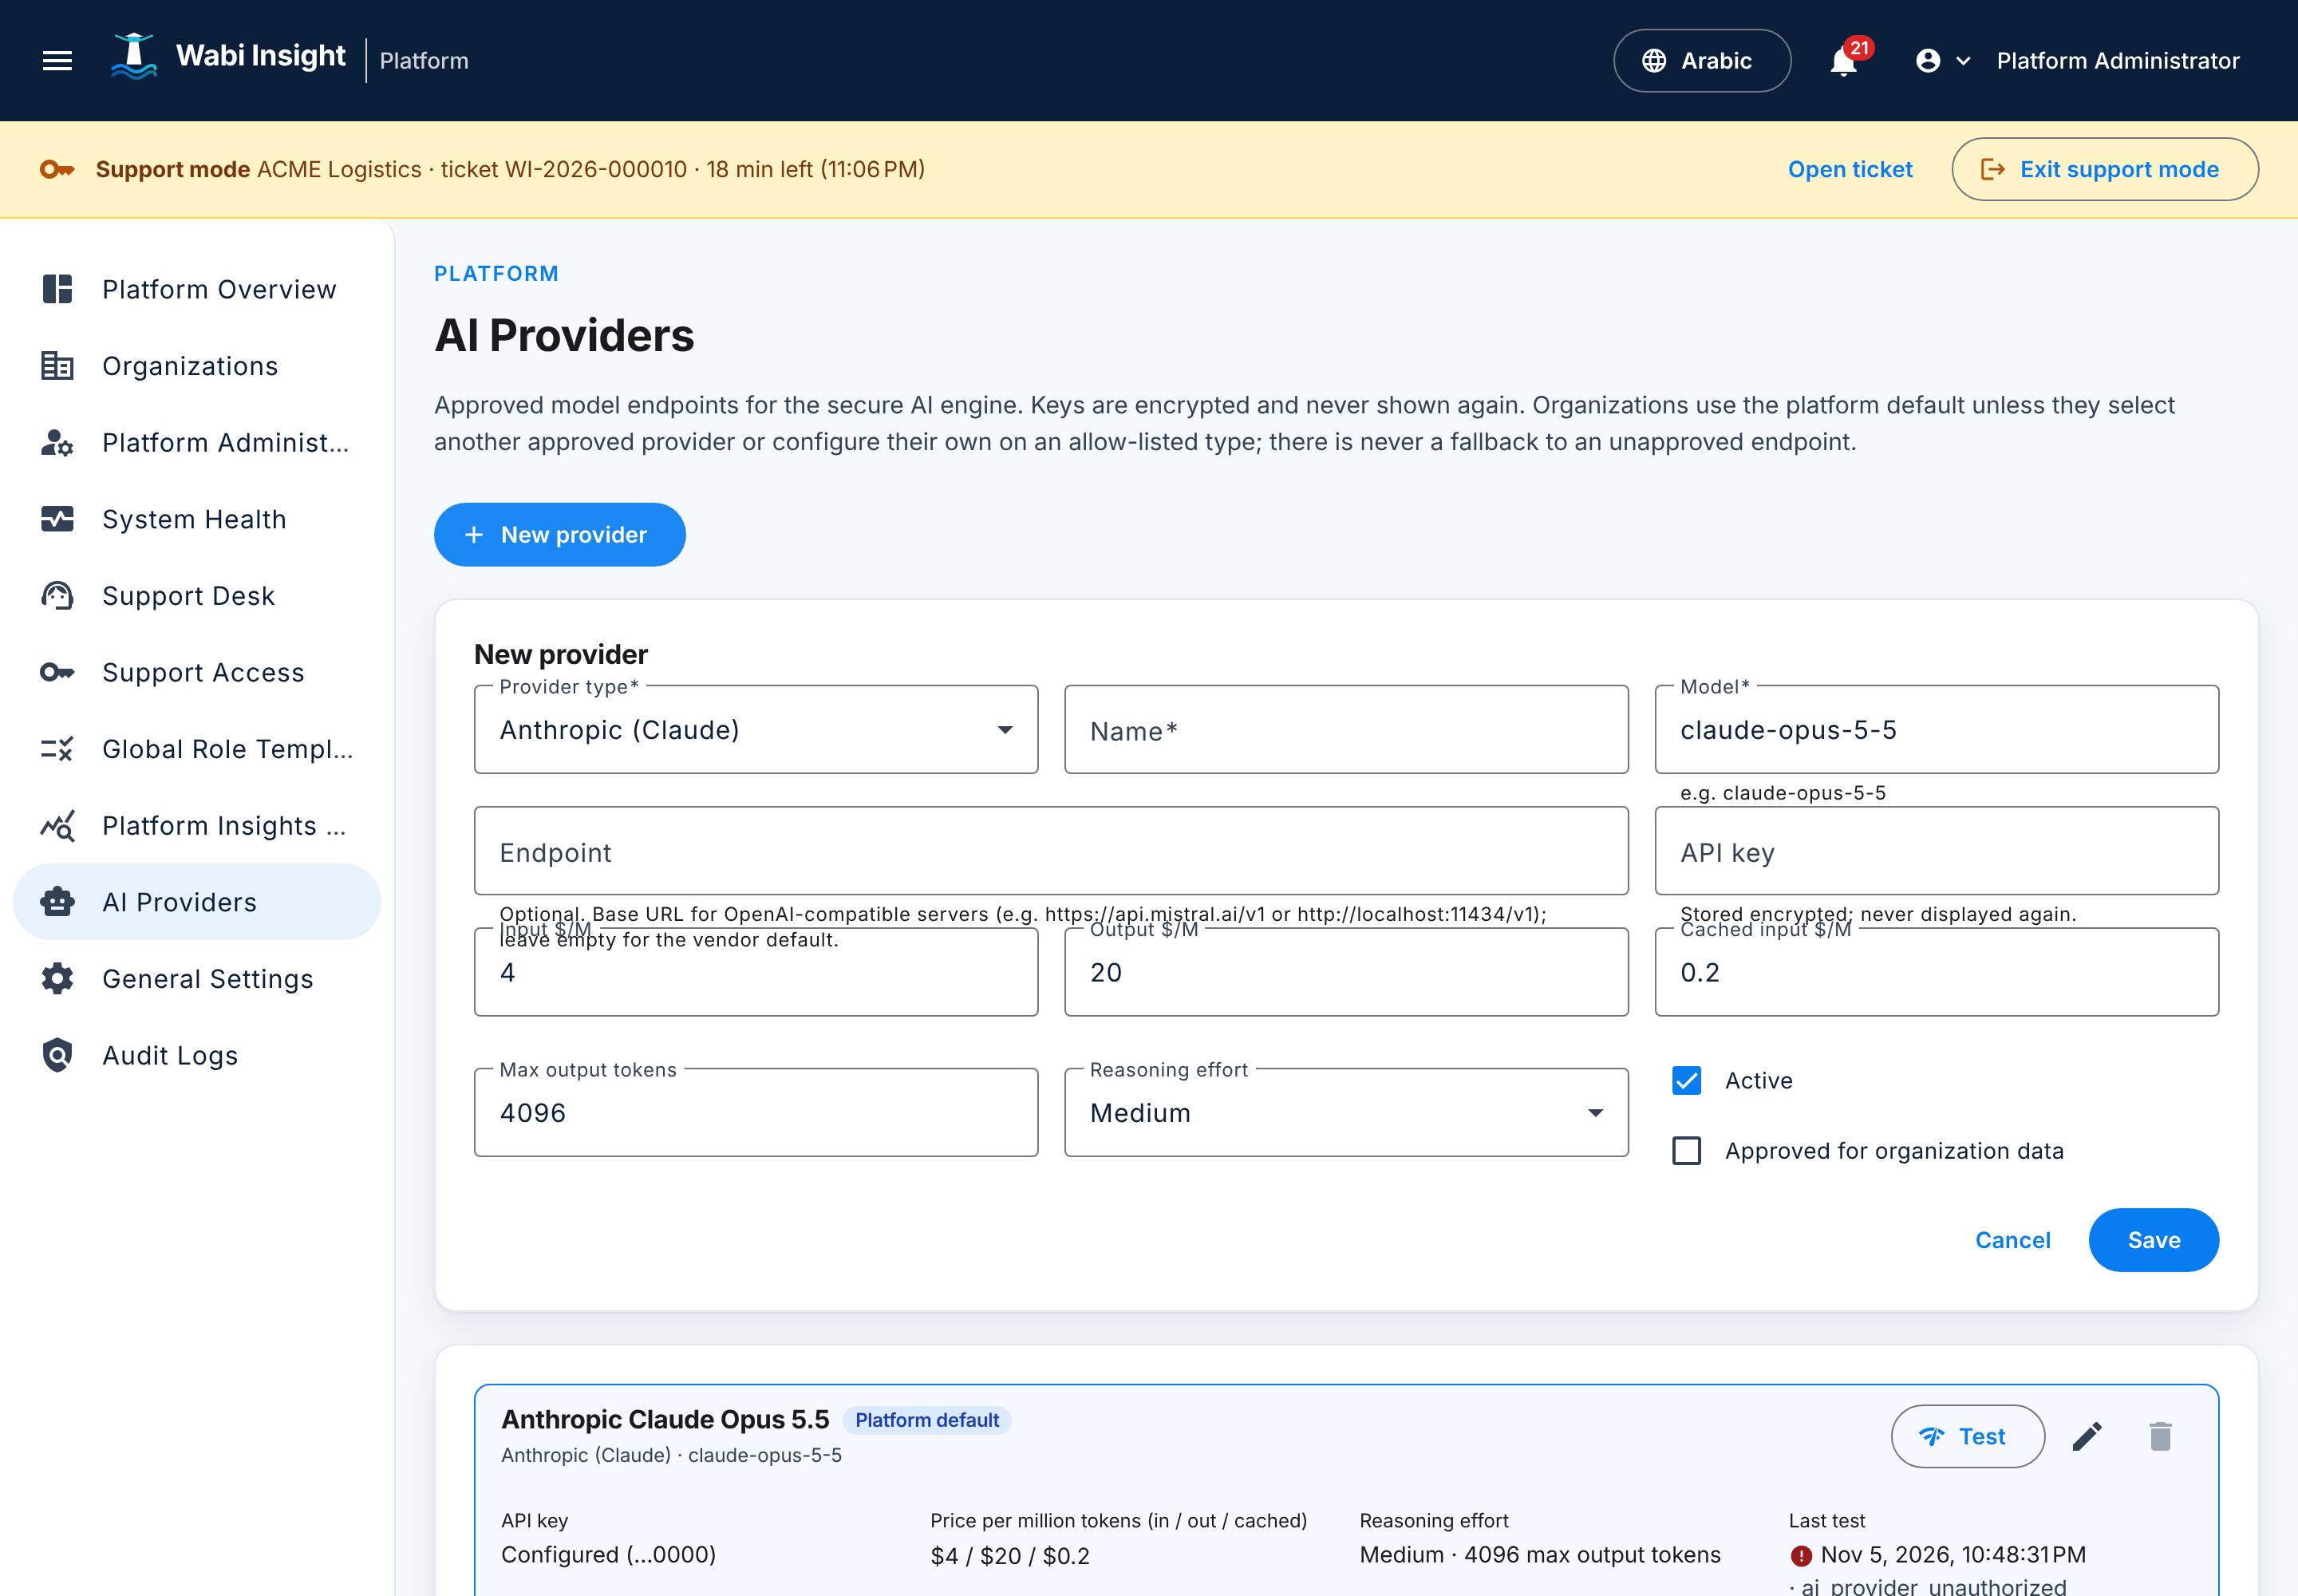 Wabi Insight
Platform
Arabic
21
Platform Administrator
Support mode ACME Logistics · ticket WI-2026-000010 · 18 min left (11:06 PM)
Open ticket
Exit support mode
Platform Overview
Organizations
Platform Administ...
System Health
Support Desk
Support Access
Global Role Templ...
Platform Insights ...
AI Providers
General Settings
Audit Logs
PLATFORM
AI Providers
Approved model endpoints for the secure AI engine. Keys are encrypted and never shown again. Organizations use the platform default unless they select
another approved provider or configure their own on an allow-listed type; there is never a fallback to an unapproved endpoint.
+ New provider
New provider
Provider type*
Anthropic (Claude)
Name*
Model*
claude-opus-5-5
e.g. claude-opus-5-5
Endpoint
Optional. Base URL for OpenAI-compatible servers (e.g. https://api.mistral.ai/v1 or http://localhost:11434/v1);
leave empty for the vendor default.
API key
Stored encrypted; never displayed again.
Input $/M
4
Output $/M
20
Cached input $/M
0.2
Max output tokens
4096
Reasoning effort
Medium
Active
Approved for organization data
Cancel
Save
Anthropic Claude Opus 5.5
Platform default
Anthropic (Claude) · claude-opus-5-5
Test
API key
Configured (...0000)
Price per million tokens (in / out / cached)
$4 / $20 / $0.2
Reasoning effort
Medium · 4096 max output tokens
Last test
Nov 5, 2026, 10:48:31 PM
· ai_provider_unauthorized